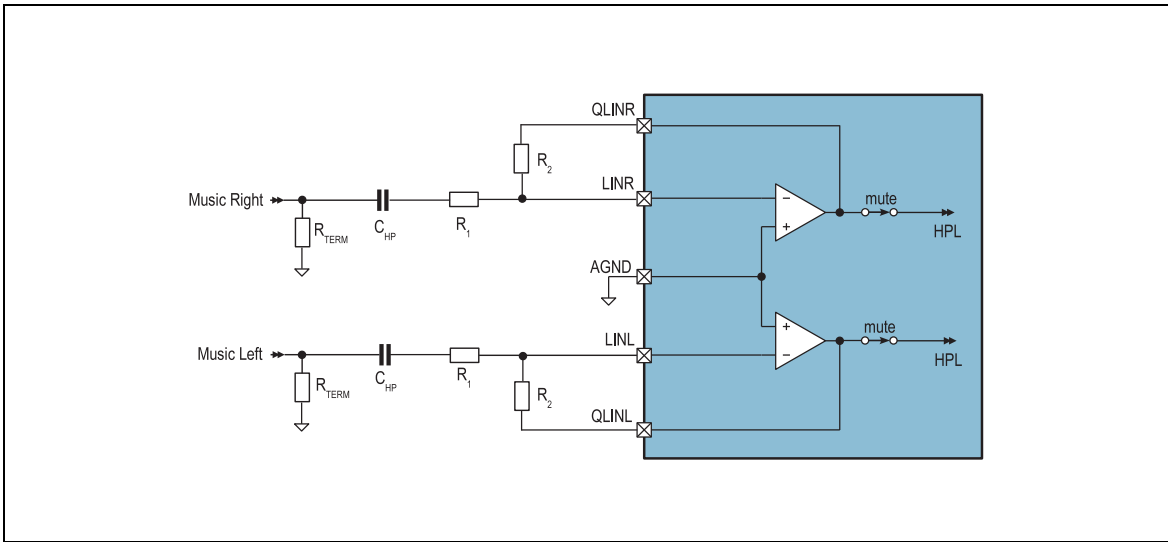 QLINR
R2
LINR
Music Right
mute
RTERM
CHP
R1
HPL
AGND
mute
LINL
Music Left
HPL
RTERM
CHP
R1
R2
QLINL